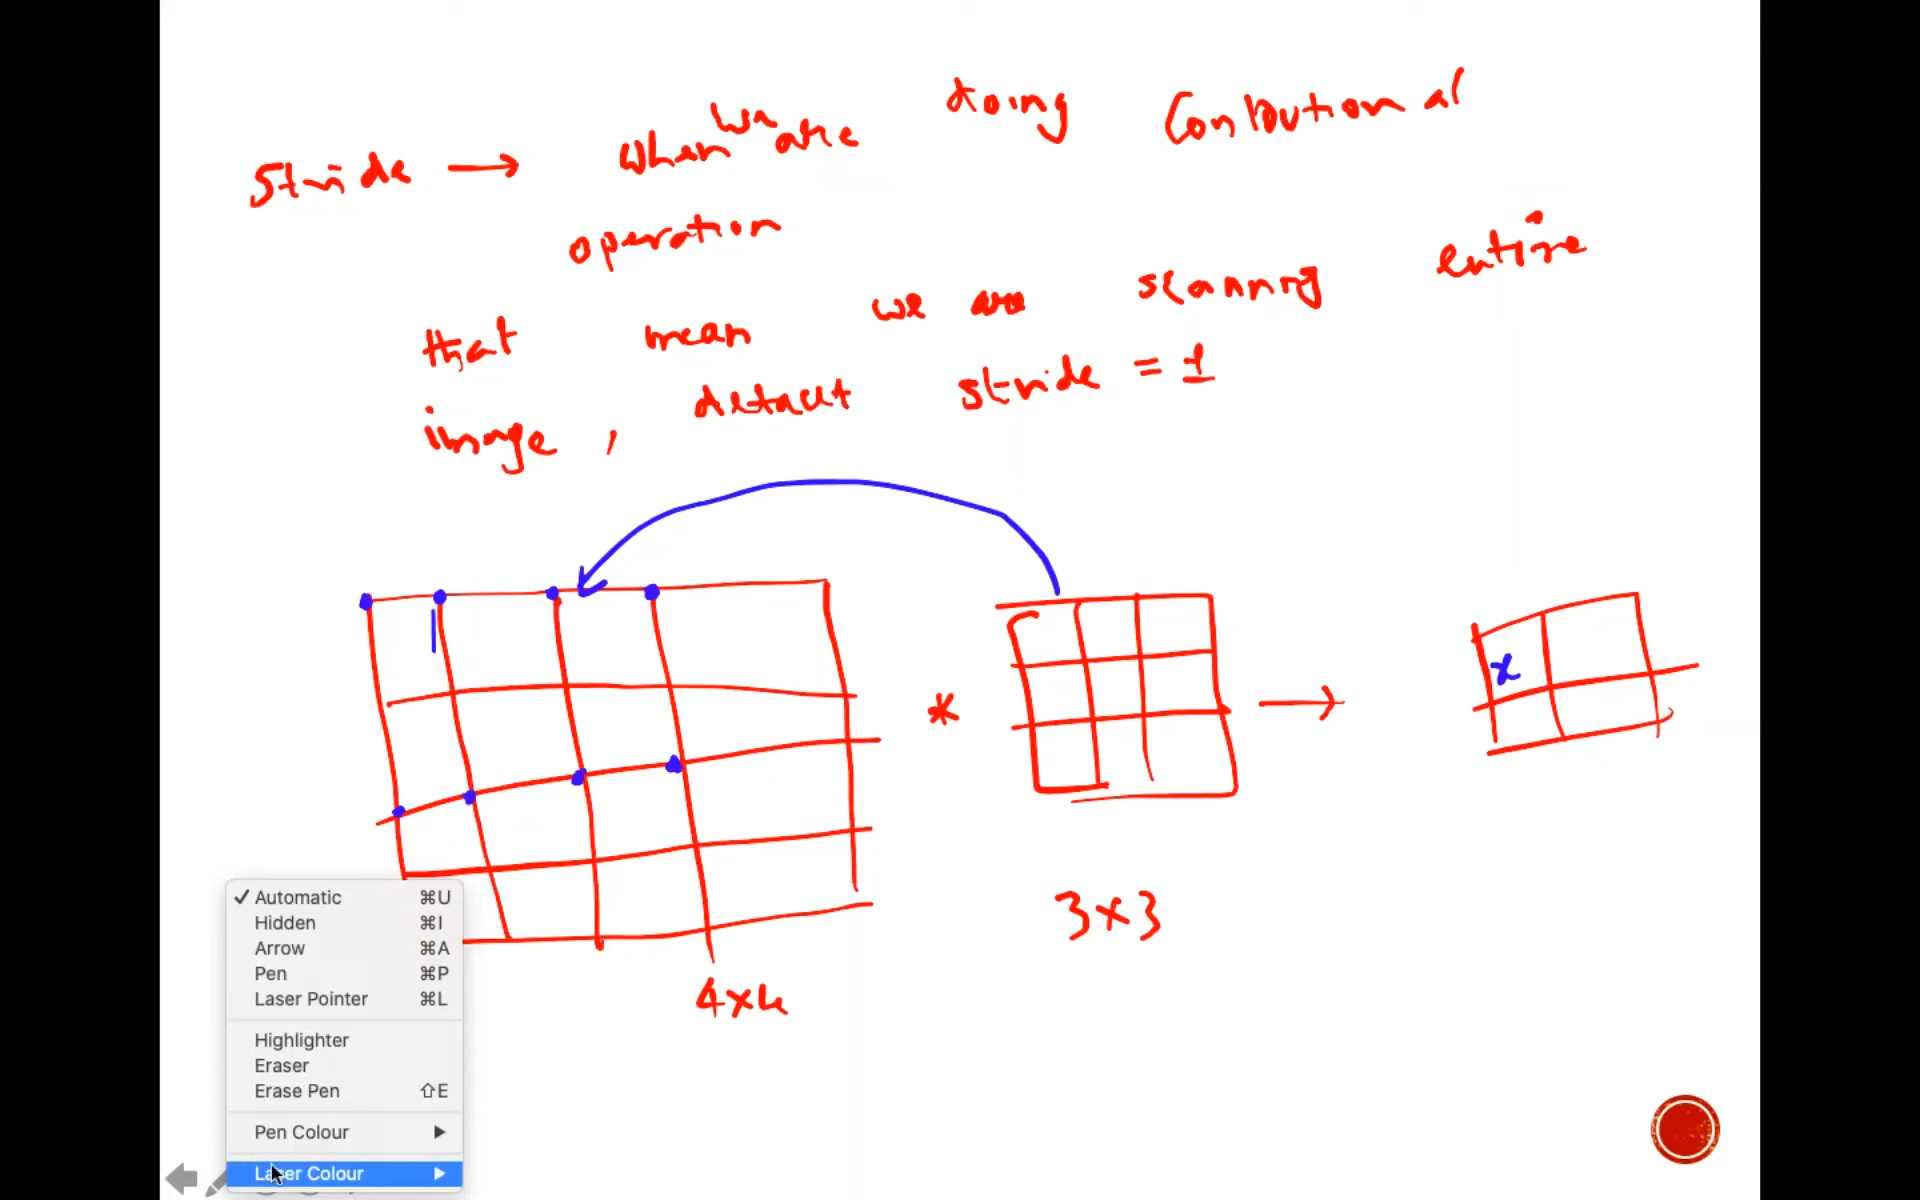 Stride → when we are doing Convolutional
operation
that mean we are scanning entire
image, default stride = 1
*
→
x
3x3
4x4
✓ Automatic ⌘U
Hidden ⌘I
Arrow ⌘A
Pen ⌘P
Laser Pointer ⌘L
Highlighter
Eraser
Erase Pen ⇧E
Pen Colour ▶
Laser Colour ▶